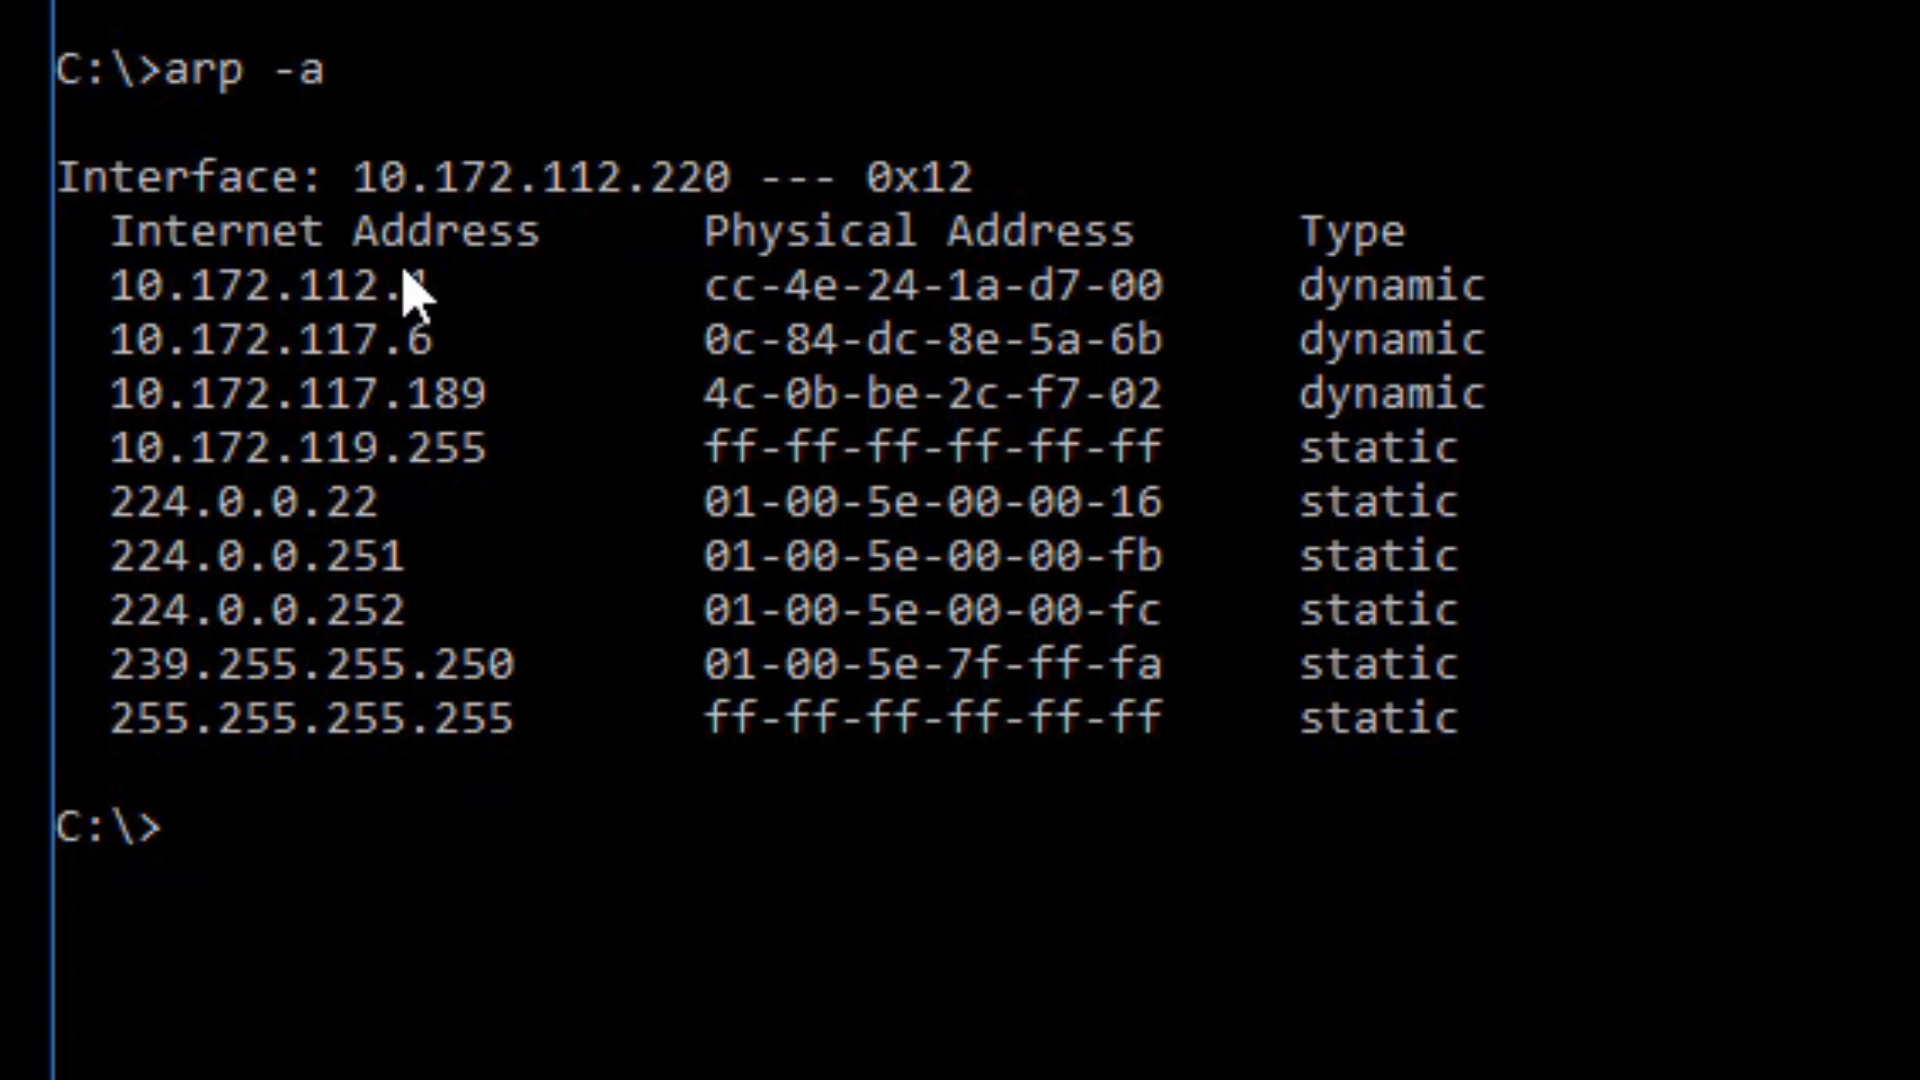 C:\>arp -a
Interface: 10.172.112.220 --- 0x12
Internet Address Physical Address Type
10.172.112.1 cc-4e-24-1a-d7-00 dynamic
10.172.117.6 0c-84-dc-8e-5a-6b dynamic
10.172.117.189 4c-0b-be-2c-f7-02 dynamic
10.172.119.255 ff-ff-ff-ff-ff-ff static
224.0.0.22 01-00-5e-00-00-16 static
224.0.0.251 01-00-5e-00-00-fb static
224.0.0.252 01-00-5e-00-00-fc static
239.255.255.250 01-00-5e-7f-ff-fa static
255.255.255.255 ff-ff-ff-ff-ff-ff static
C:\>